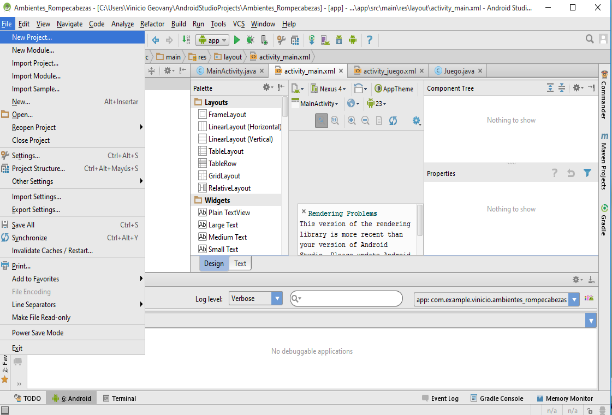 Ambientes_Rompecabezas - [C:\Users\Vinicio Geovany\AndroidStudioProjects\Ambientes_Rompecabezas] - [app] - ...\app\src\main\res\layout\activity_main.xml - Android Stu...
File Edit View Navigate Code Analyze Refactor Build Run Tools VCS Window Help
app
main res layout activity_main.xml
MainActivity.java activity_main.xml activity_juego.xml Juego.java
New Project...
New Module...
Import Project...
Import Module...
Import Sample...
New... Alt+Insertar
Open...
Reopen Project
Close Project
Settings... Ctrl+Alt+S
Project Structure... Ctrl+Alt+Mayús+S
Other Settings
Import Settings...
Export Settings...
Save All Ctrl+S
Synchronize Ctrl+Alt+Y
Invalidate Caches / Restart...
Print...
Add to Favorites
File Encoding
Line Separators
Make File Read-only
Power Save Mode
Exit
Palette
Layouts
FrameLayout
LinearLayout (Horizontal)
LinearLayout (Vertical)
TableLayout
TableRow
GridLayout
RelativeLayout
Widgets
Plain TextView
Large Text
Medium Text
Small Text
Design Text
Nexus 4 AppTheme
MainActivity 23
Rendering Problems
This version of the rendering
library is more recent than
your version of Android
Studio. Please update Android
Component Tree
Nothing to show
Properties
Nothing to show
Commander
Maven Projects
Gradle
Log level: Verbose
app: com.example.vinicio.ambientes_rompecabezas
No debuggable applications
2: Fav
TODO 6: Android Terminal Event Log Gradle Console Memory Monitor
n/a n/a